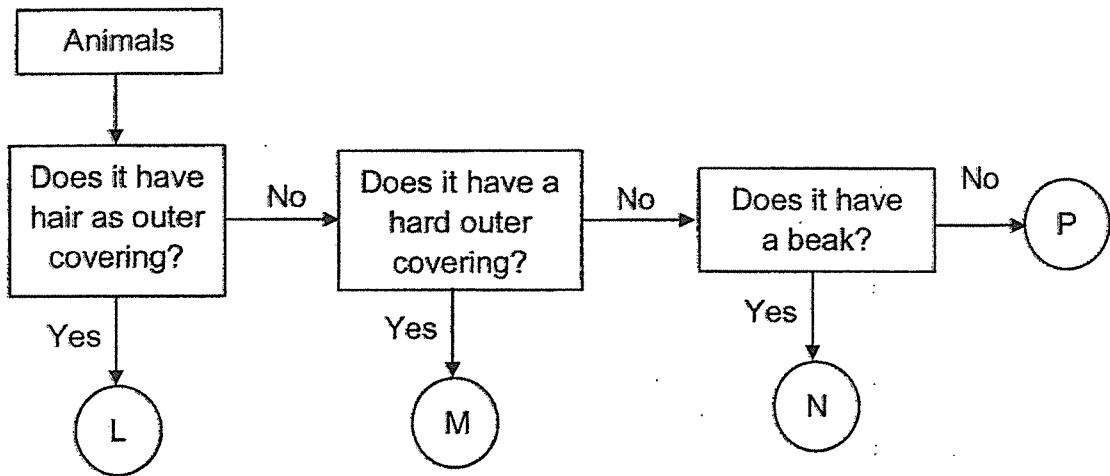 Animals
Does it have
hair as outer
covering?
No
Does it have a
hard outer
covering?
No
Does it have
a beak?
No
P
Yes
L
Yes
M
Yes
N